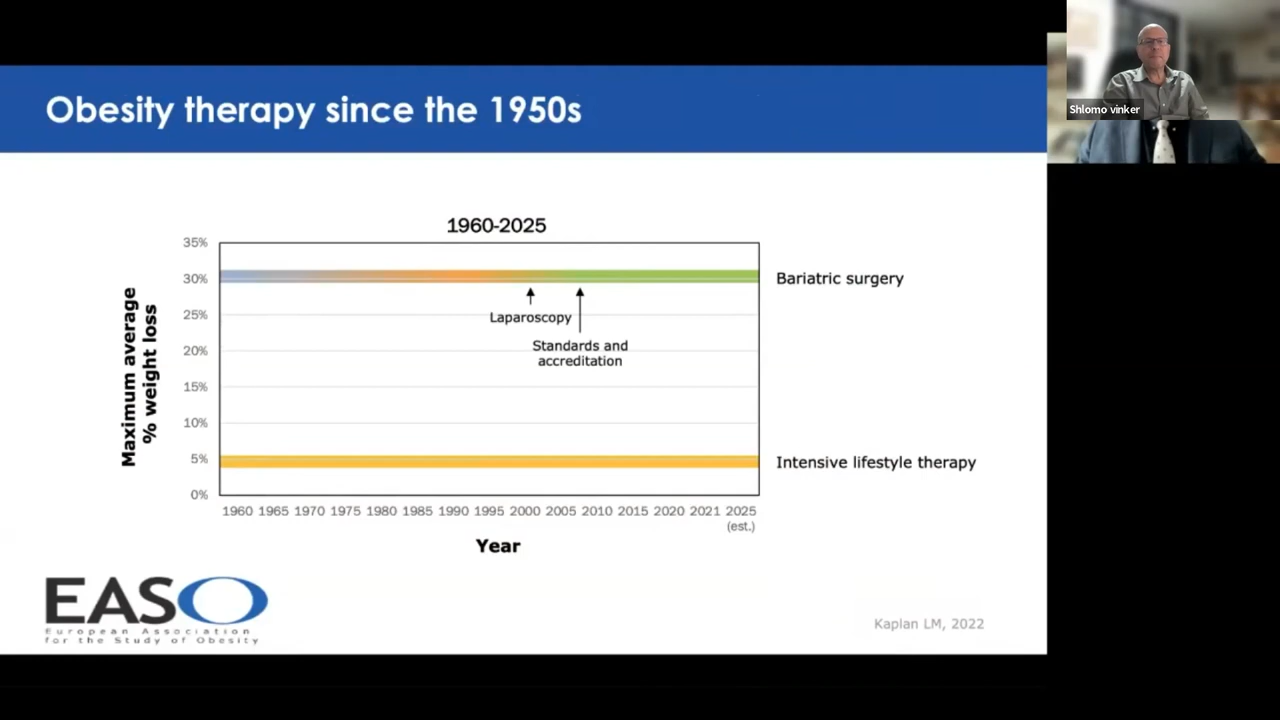 Obesity therapy since the 1950s
Shlomo vinker
1960-2025
Maximum average
% weight loss
35%
30%
25%
20%
15%
10%
5%
0%
Bariatric surgery
Laparoscopy
Standards and
accreditation
Intensive lifestyle therapy
1960 1965 1970 1975 1980 1985 1990 1995 2000 2005 2010 2015 2020 2021 2025
(est.)
Year
EASO
European Association
for the Study of Obesity
Kaplan LM, 2022